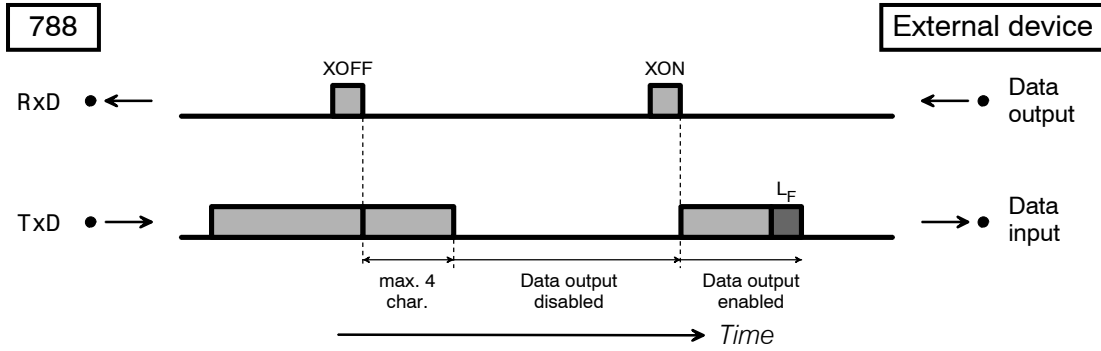 788
External device
XOFF
XON
RxD
Data
output
TxD
LF
Data
input
max. 4
char.
Data output
disabled
Data output
enabled
Time